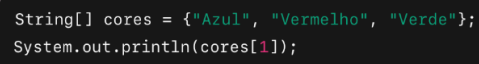 String[] cores = {"Azul", "Vermelho", "Verde"};
System.out.println(cores[1]);